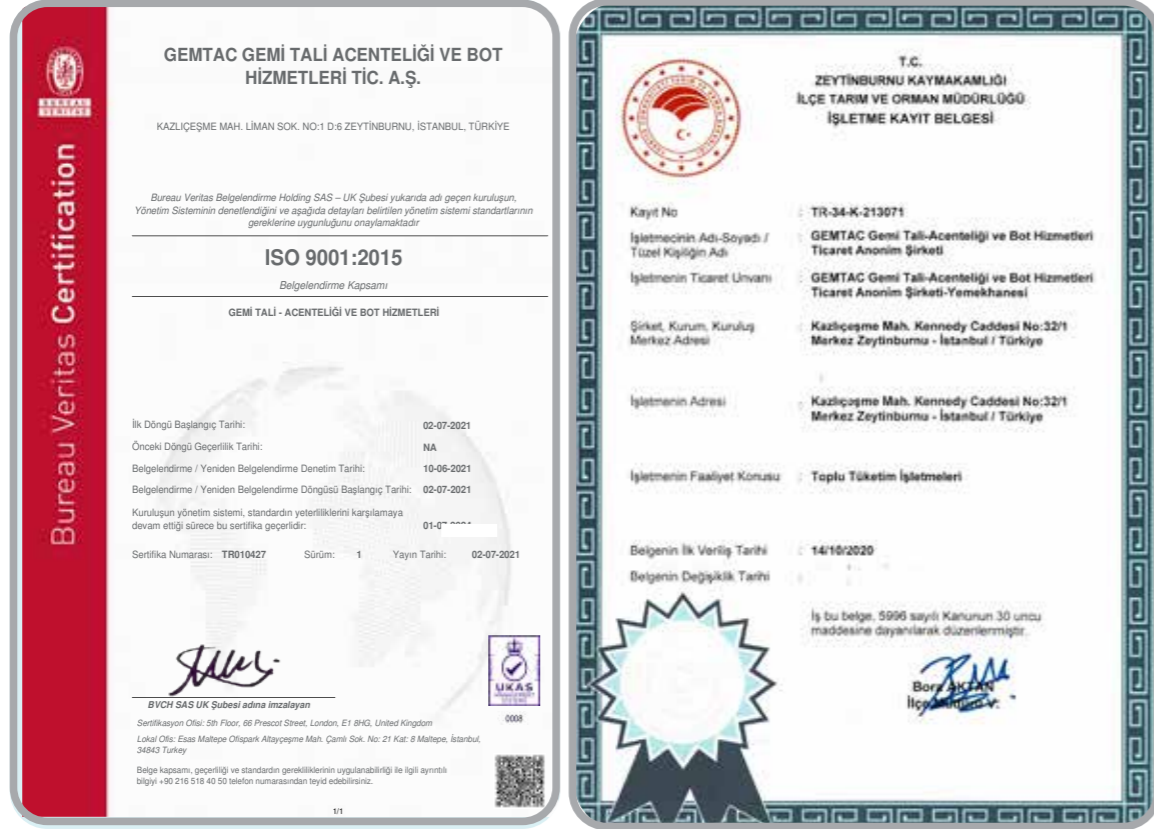 BUREAU
VERITAS
Bureau Veritas Certification
GEMTAC GEMİ TALİ ACENTELİĞİ VE BOT
HİZMETLERİ TİC. A.Ş.
KAZLIÇEŞME MAH. LİMAN SOK. NO:1 D:6 ZEYTİNBURNU, İSTANBUL, TÜRKİYE
Bureau Veritas Belgelendirme Holding SAS – UK Şubesi yukarıda adı geçen kuruluşun,
Yönetim Sisteminin denetlendiğini ve aşağıda detayları belirtilen yönetim sistemi standartlarının
gereklerine uygunluğunu onaylamaktadır
ISO 9001:2015
Belgelendirme Kapsamı
GEMİ TALİ - ACENTELİĞİ VE BOT HİZMETLERİ
İlk Döngü Başlangıç Tarihi: 02-07-2021
Önceki Döngü Geçerlilik Tarihi: NA
Belgelendirme / Yeniden Belgelendirme Denetim Tarihi: 10-06-2021
Belgelendirme / Yeniden Belgelendirme Döngüsü Başlangıç Tarihi: 02-07-2021
Kuruluşun yönetim sistemi, standardın yeterliliklerini karşılamaya
devam ettiği sürece bu sertifika geçerlidir:
Sertifika Numarası: TR010427 Sürüm: 1 Yayın Tarihi: 02-07-2021
BVCH SAS UK Şubesi adına imzalayan
Sertifikasyon Ofisi: 5th Floor, 66 Prescot Street, London, E1 8HG, United Kingdom
Lokal Ofis: Esas Maltepe Ofispark Altayçeşme Mah. Çamlı Sok. No: 21 Kat: 8 Maltepe, İstanbul,
34843 Turkey
Belge kapsamı, geçerliliği ve standardın gerekliliklerinin uygulanabilirliği ile ilgili ayrıntılı
bilgiyi +90 216 518 40 50 telefon numarasından teyid edebilirsiniz.
UKAS
MANAGEMENT
SYSTEMS
0008
1/1
T.C.
ZEYTİNBURNU KAYMAKAMLIĞI
İLÇE TARIM VE ORMAN MÜDÜRLÜĞÜ
İŞLETME KAYIT BELGESİ
Kayıt No : TR-34-K-213071
İşletmecinin Adı-Soyadı / : GEMTAC Gemi Tali-Acenteliği ve Bot Hizmetleri
Tüzel Kişiliğin Adı Ticaret Anonim Şirketi
İşletmenin Ticaret Unvanı : GEMTAC Gemi Tali-Acenteliği ve Bot Hizmetleri
Ticaret Anonim Şirketi-Yemekhanesi
Şirket, Kurum, Kuruluş : Kazlıçeşme Mah. Kennedy Caddesi No:32/1
Merkez Adresi Merkez Zeytinburnu - İstanbul / Türkiye
İşletmenin Adresi : Kazlıçeşme Mah. Kennedy Caddesi No:32/1
Merkez Zeytinburnu - İstanbul / Türkiye
İşletmenin Faaliyet Konusu : Toplu Tüketim İşletmeleri
Belgenin İlk Veriliş Tarihi : 14/10/2020
Belgenin Değişiklik Tarihi :
İş bu belge, 5996 sayılı Kanunun 30 uncu
maddesine dayanılarak düzenlenmiştir.
Bora AKTAN
İlçe Müdürü V.